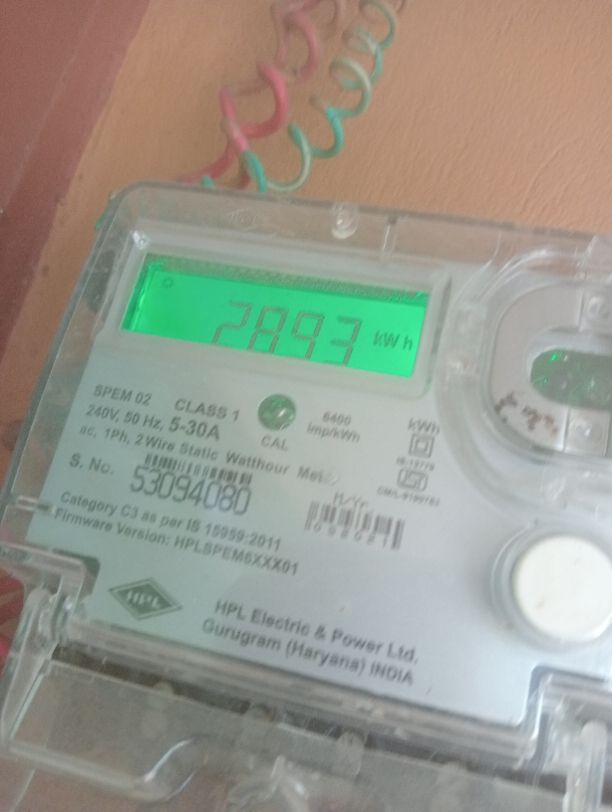 2893 kWh
SPEM 02 CLASS 1
240V, 50 Hz, 5-30A
CAL
6400
imp/kWh
kWh
ac, 1Ph, 2 Wire Static Watthour
S. No.
53094080
Category C3 as per IS 15959:2011
Firmware Version: HPLSPEM6XXX01
HPL
HPL Electric & Power Ltd.
Gurugram (Haryana) INDIA